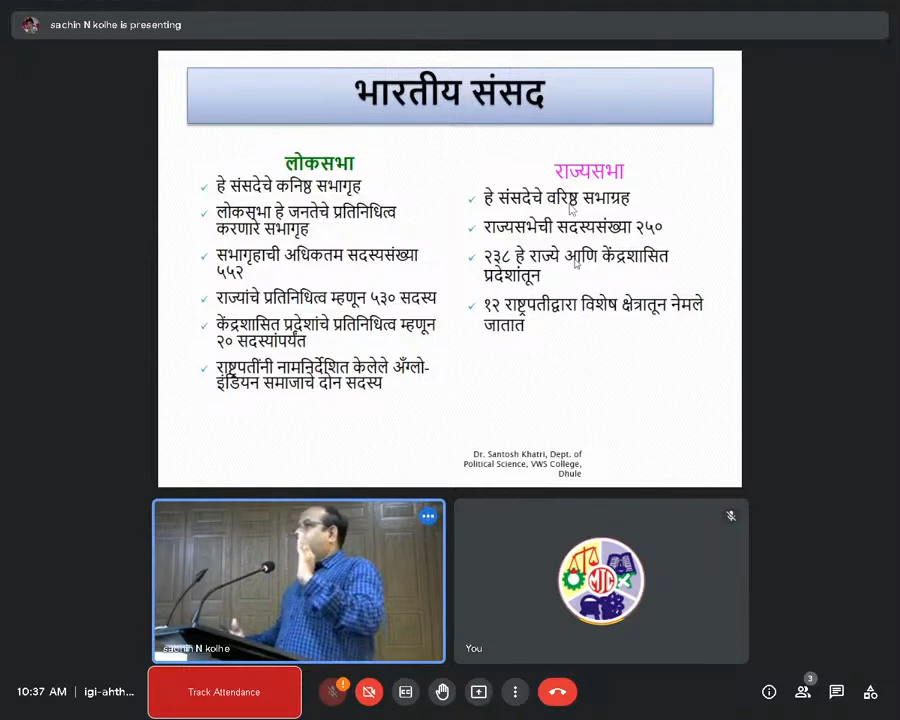 sachin N kolhe is presenting
भारतीय संसद
लोकसभा
हे संसदेचे कनिष्ठ सभागृह
लोकसभा हे जनतेचे प्रतिनिधित्व
करणारे सभागृह
सभागृहाची अधिकतम सदस्यसंख्या
५५२
राज्यांचे प्रतिनिधित्व म्हणून ५३० सदस्य
केंद्रशासित प्रदेशांचे प्रतिनिधित्व म्हणून
२० सदस्यांपर्यंत
राष्ट्रपतींनी नामनिर्देशित केलेले अँग्लो-
इंडियन समाजाचे दोन सदस्य
राज्यसभा
हे संसदेचे वरिष्ठ सभाग्रह
राज्यसभेची सदस्यसंख्या २५०
२३८ हे राज्ये आणि केंद्रशासित
प्रदेशांतून
१२ राष्ट्रपतीद्वारा विशेष क्षेत्रातून नेमले
जातात
Dr. Santosh Khatri, Dept. of
Political Science, VWS College,
Dhule
sachin N kolhe
MJC
You
10:37 AM | igi-ahth...
Track Attendance
3